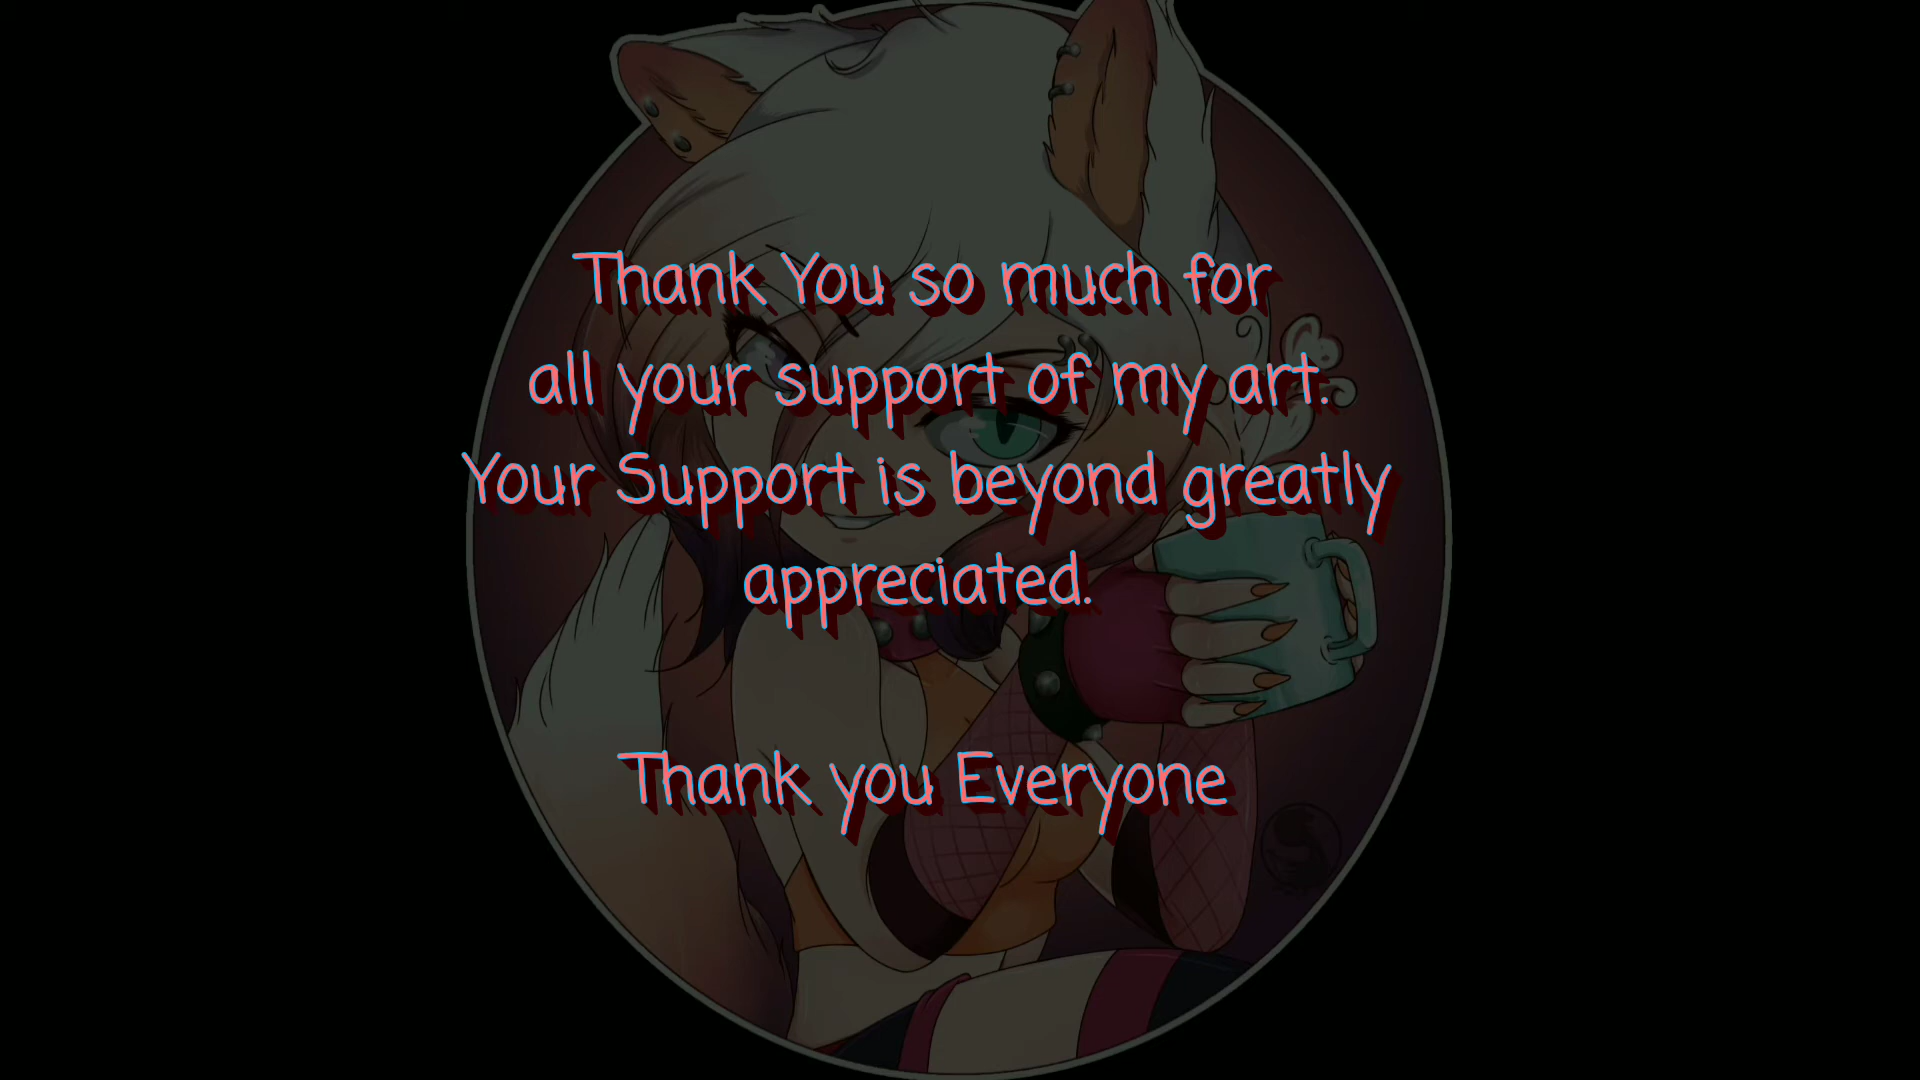 Thank You so much for
all your support of my art.
Your Support is beyond greatly
appreciated.
Thank you Everyone